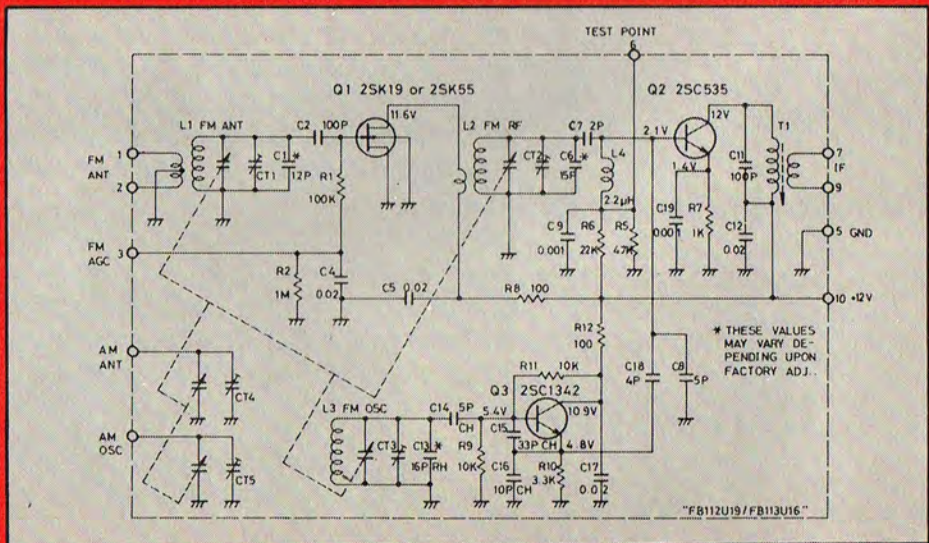 TEST POINT
6
Q1 2SK19 or 2SK55
Q2 2SC535
11.6V
12V
T1
L1 FM ANT
C2 100P
L2 FM RF
C7 2P
2.1V
1
FM
ANT
2
CT1
C1*
12P
R1
100K
CT2
C6*
15P
L4
2.2µH
1.4V
C11
100P
7
IF
9
C19
0.001
R7
1K
C12
0.02
5 GND
FM
AGC
3
R2
1M
C4
0.02
C5 0.02
C9
0.001
R6
22K
R5
4.7K
R8 100
10 +12V
R12
100
* THESE VALUES
MAY VARY DE-
PENDING UPON
FACTORY ADJ..
AM
ANT
CT4
R11 10K
Q3 2SC1342
C18
4P
C8
5P
AM
OSC
CT5
L3 FM OSC
C14 5P
CH
5.4V
10.9V
CT3
C13*
16P RH
R9
10K
C15
33P CH
4.8V
C16
10P CH
R10
3.3K
C17
0.02
"FB112U19/FB113U16"